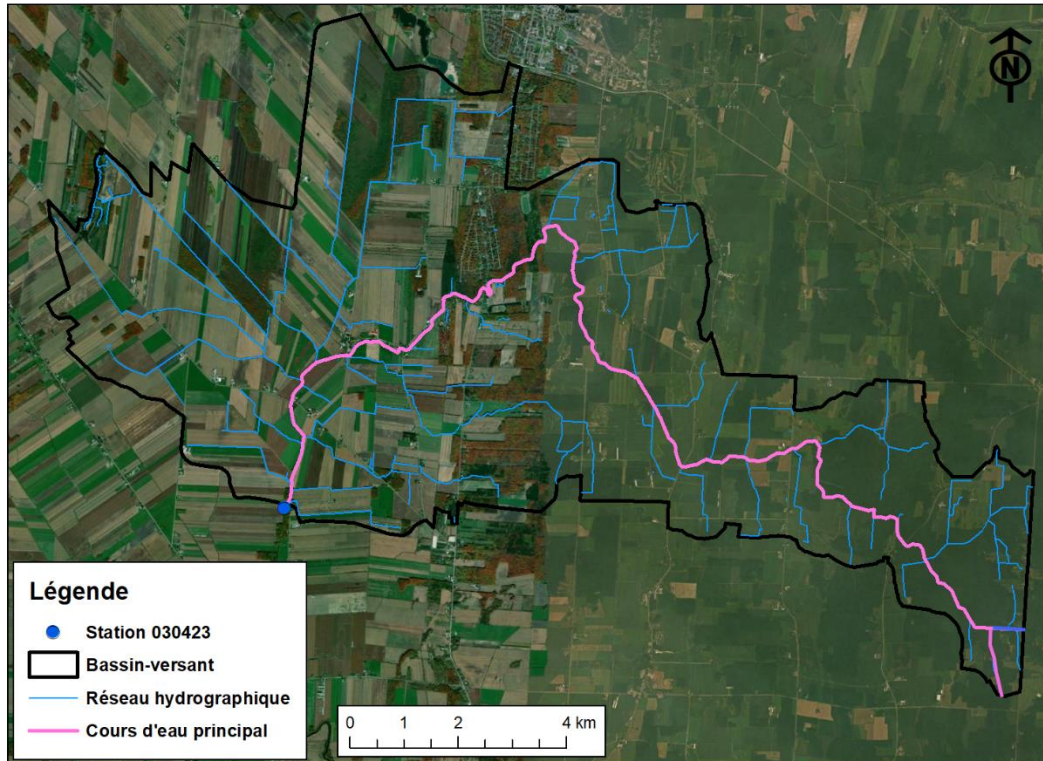 N
Légende
Station 030423
Bassin-versant
Réseau hydrographique
Cours d'eau principal
0 1 2 4 km